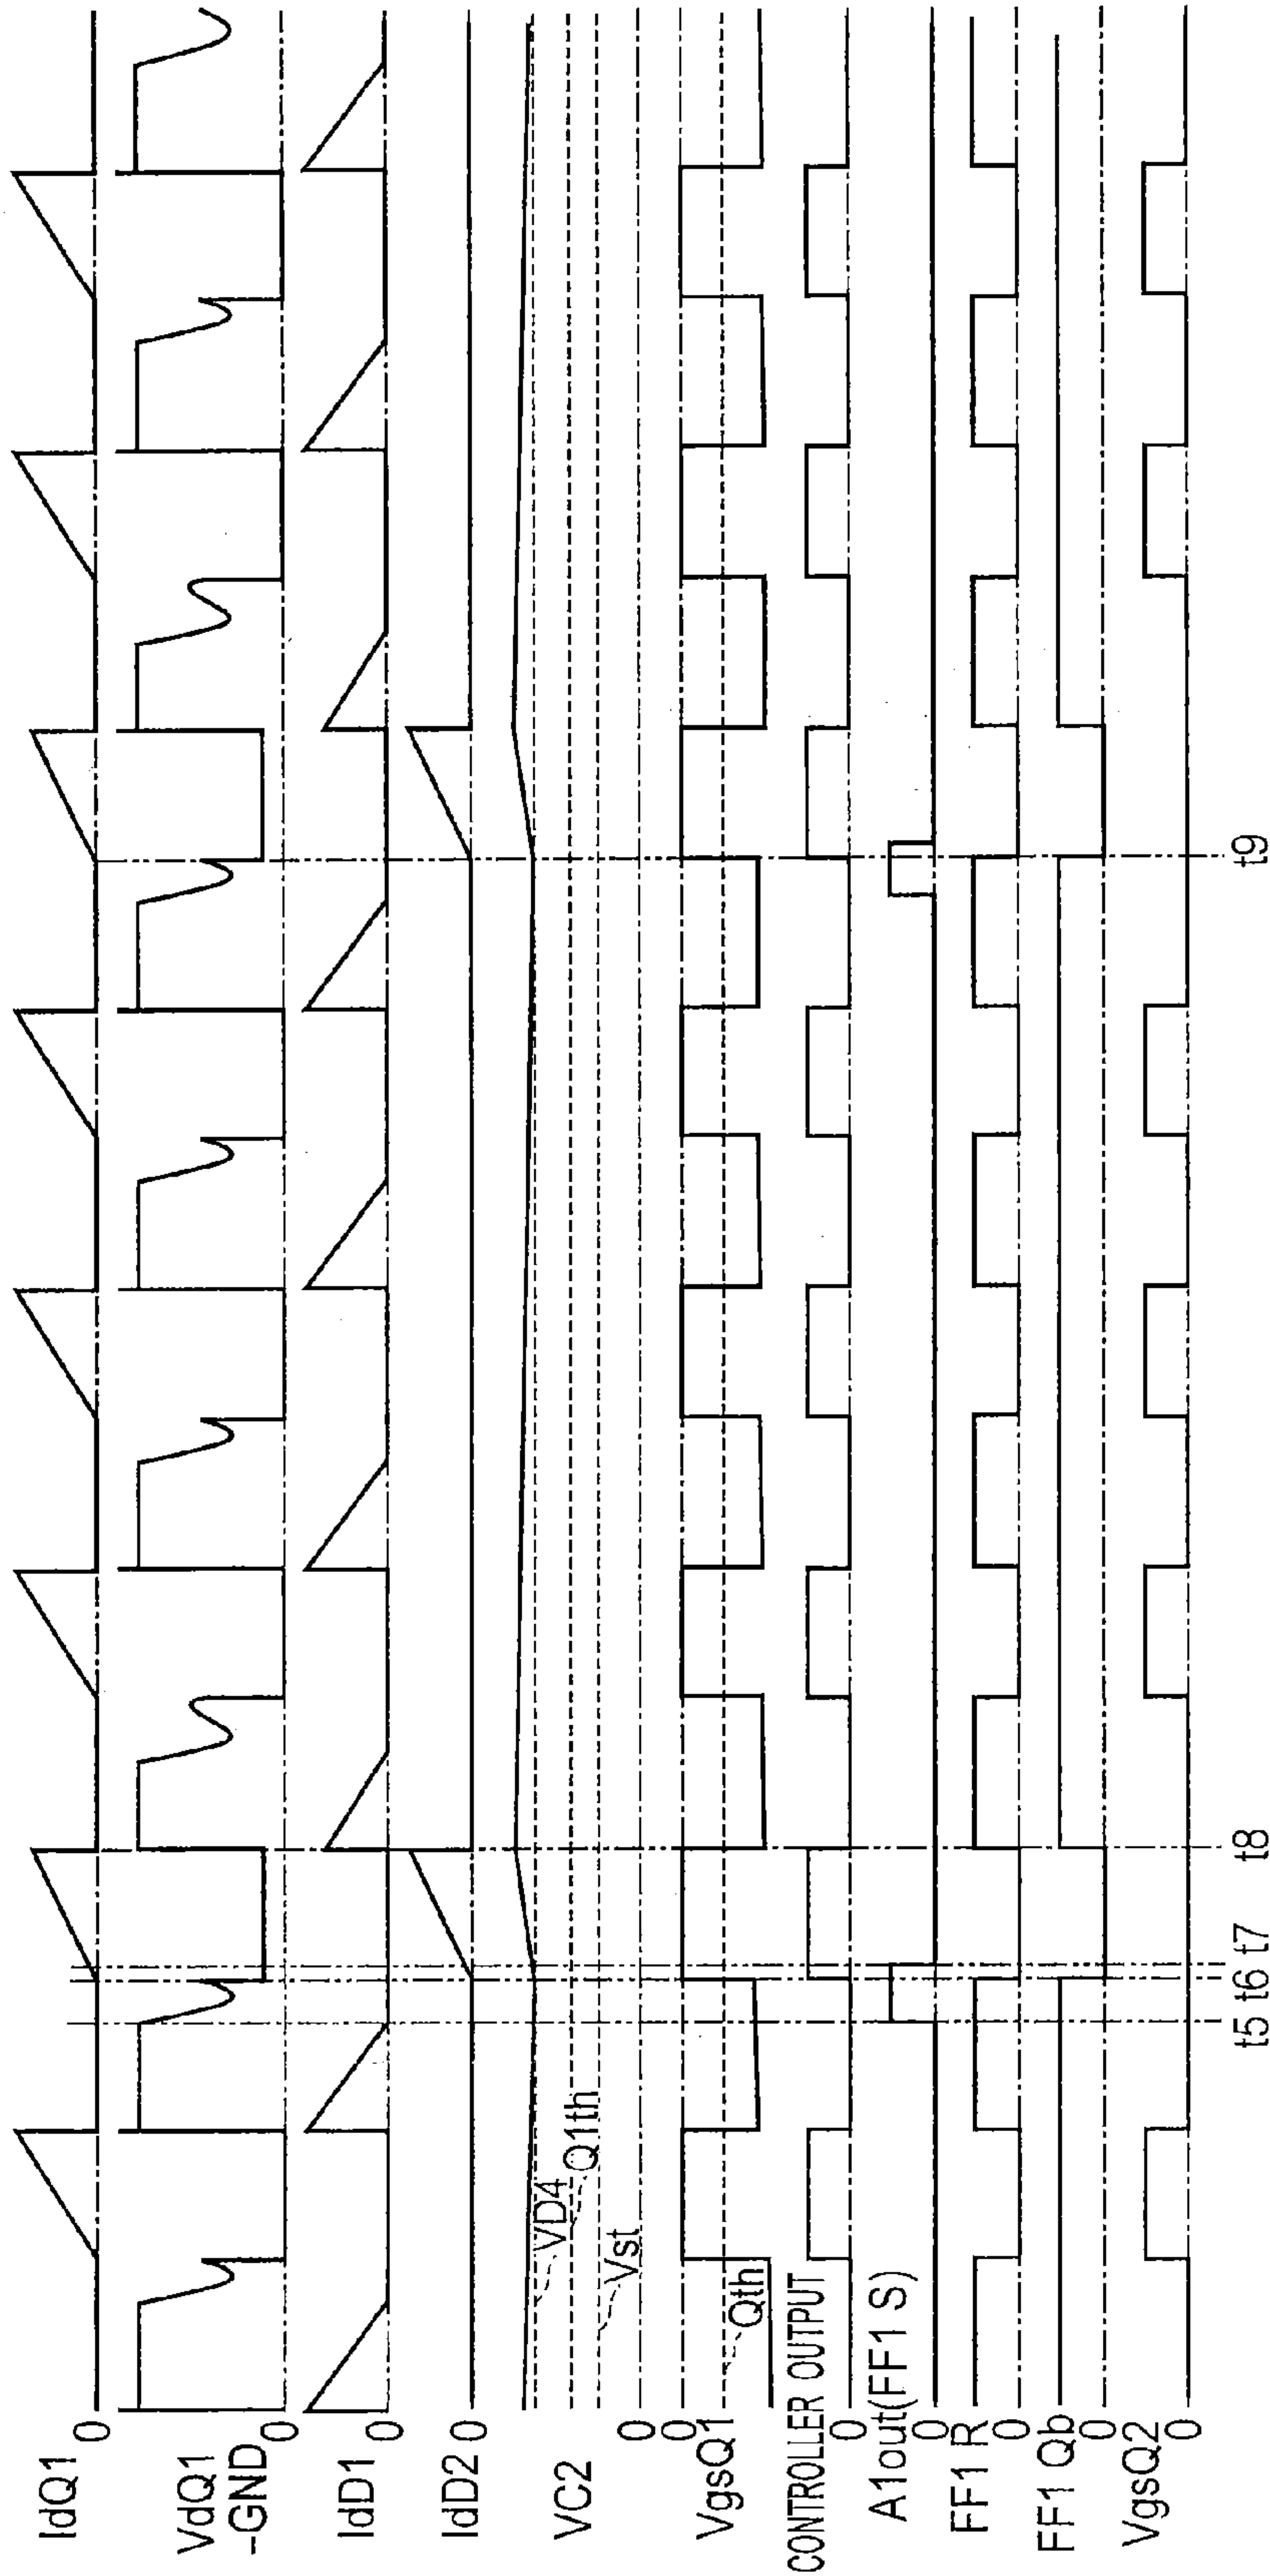 IdQ1
0
VdQ1
-GND
0
IdD1
0
IdD2
0
VC2
VD4
Q1th
Vst
0
VgsQ1
0
Qth
CONTROLLER OUTPUT
0
A1out(FF1 S)
0
FF1 R
0
FF1 Qb
0
VgsQ2
0
t5 t6 t7 t8 t9